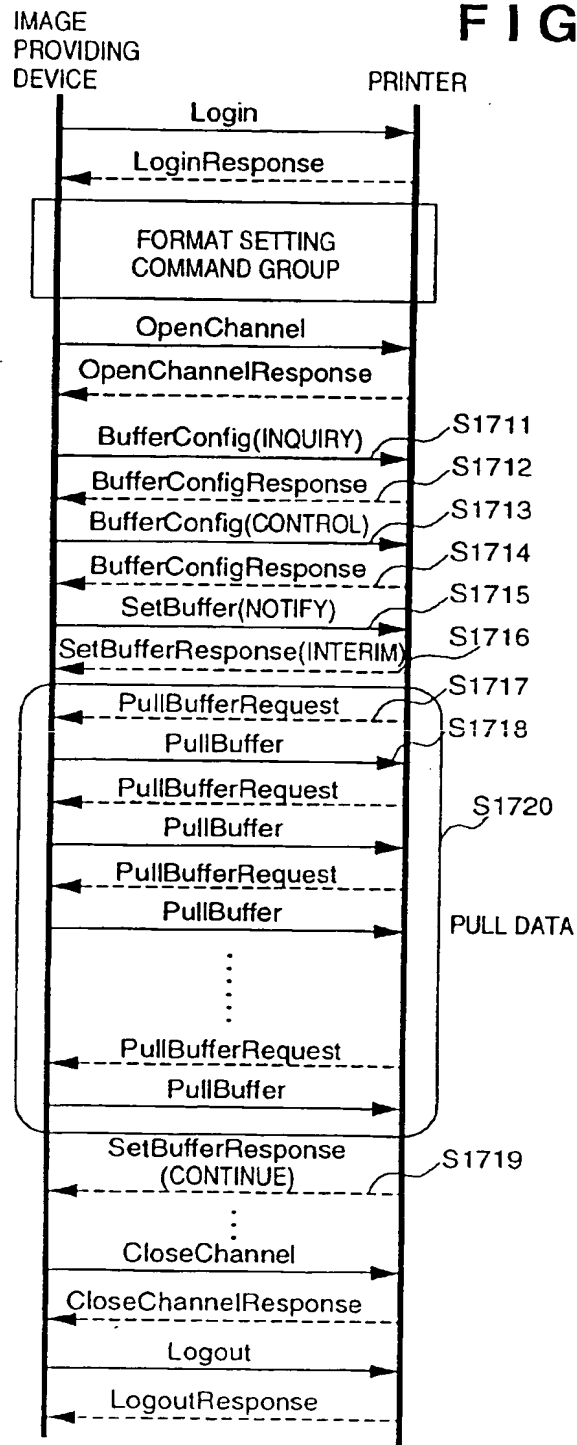 FIG
IMAGE
PROVIDING
DEVICE
PRINTER
Login
LoginResponse
FORMAT SETTING
COMMAND GROUP
OpenChannel
OpenChannelResponse
BufferConfig(INQUIRY)
S1711
BufferConfigResponse
S1712
BufferConfig(CONTROL)
S1713
BufferConfigResponse
S1714
SetBuffer(NOTIFY)
S1715
SetBufferResponse(INTERIM)
S1716
PullBufferRequest
S1717
PullBuffer
S1718
PullBufferRequest
S1720
PullBuffer
PullBufferRequest
PullBuffer
PULL DATA
PullBufferRequest
PullBuffer
SetBufferResponse
(CONTINUE)
S1719
CloseChannel
CloseChannelResponse
Logout
LogoutResponse